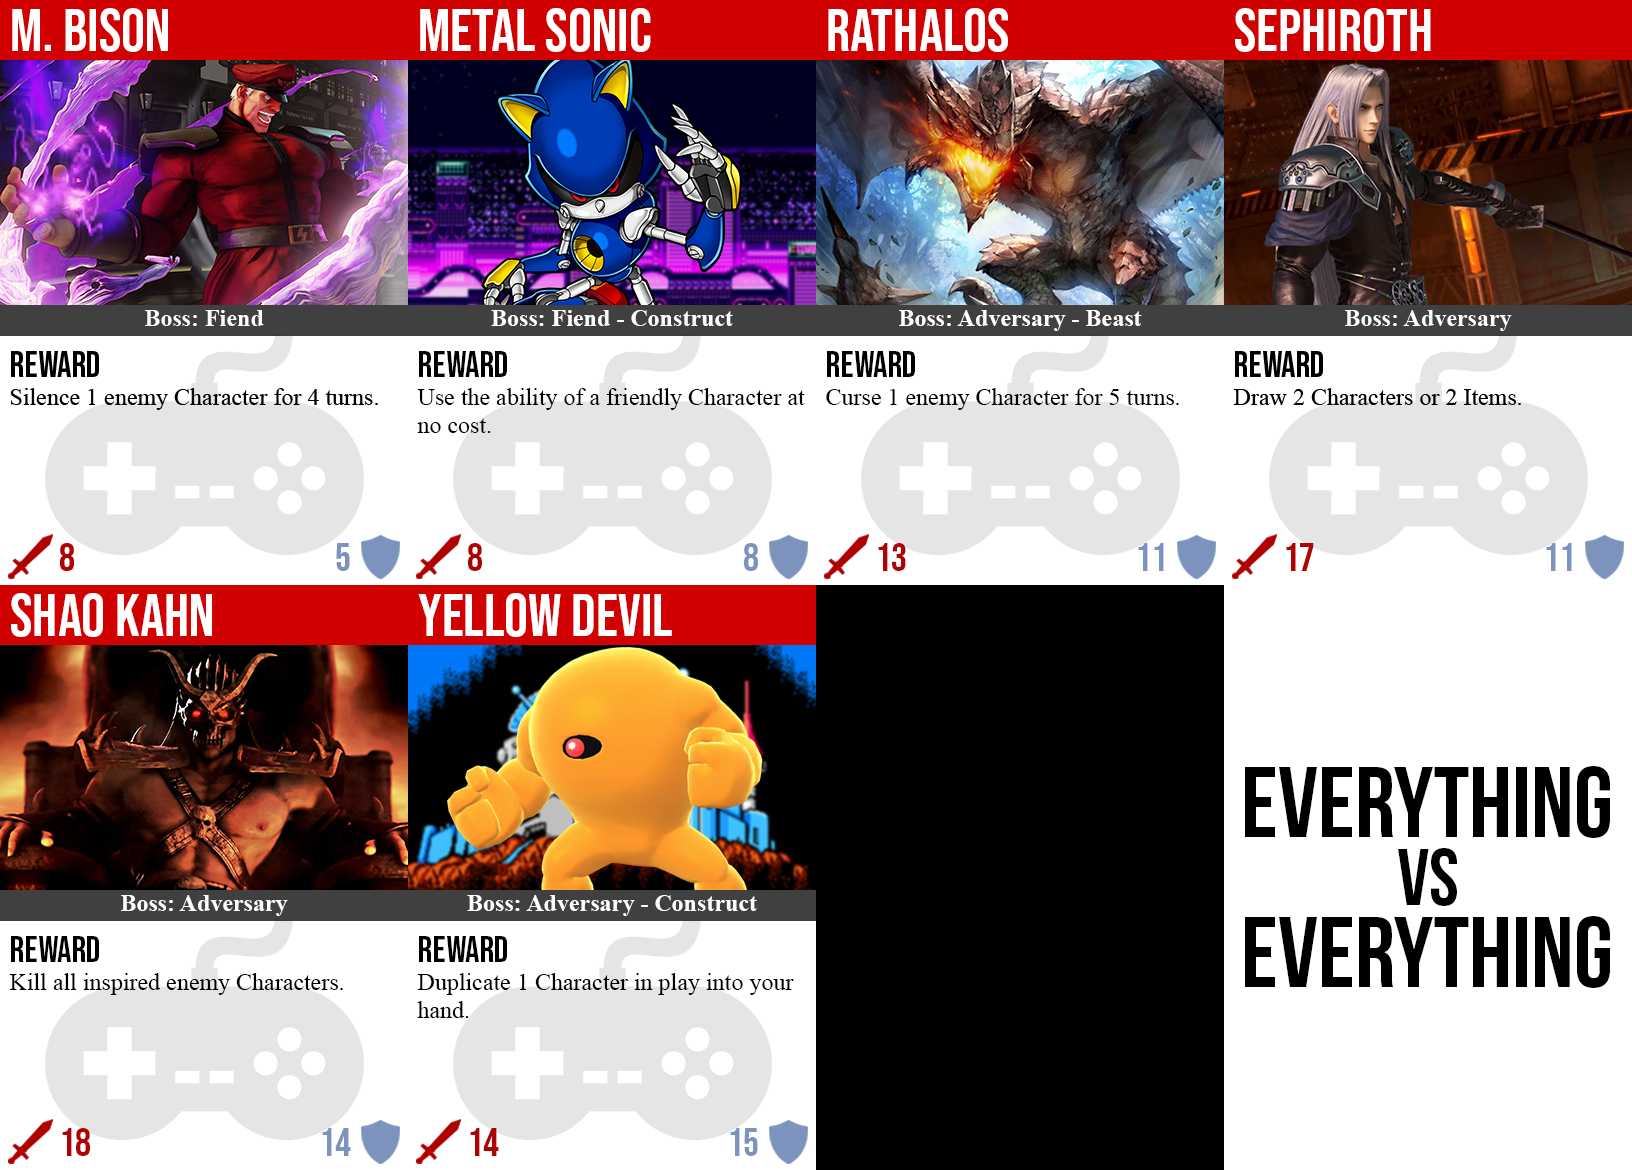 M. BISON
Boss: Fiend
REWARD
Silence 1 enemy Character for 4 turns.
8
5
METAL SONIC
Boss: Fiend - Construct
REWARD
Use the ability of a friendly Character at
no cost.
8
8
RATHALOS
Boss: Adversary - Beast
REWARD
Curse 1 enemy Character for 5 turns.
13
11
SEPHIROTH
Boss: Adversary
REWARD
Draw 2 Characters or 2 Items.
17
11
SHAO KAHN
Boss: Adversary
REWARD
Kill all inspired enemy Characters.
18
14
YELLOW DEVIL
Boss: Adversary - Construct
REWARD
Duplicate 1 Character in play into your
hand.
14
15
EVERYTHING
VS
EVERYTHING